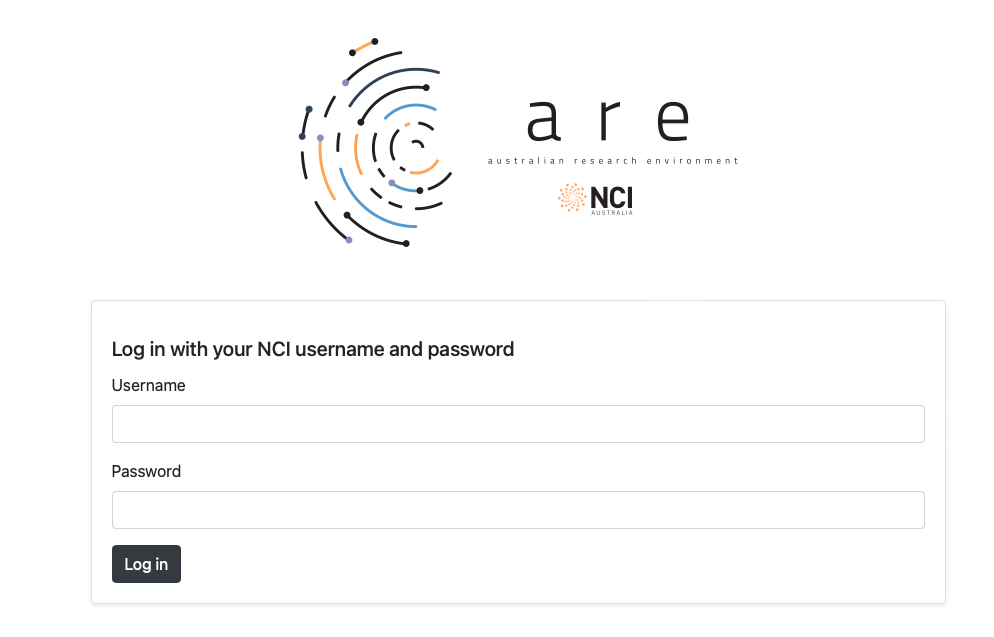 are
australian research environment
NCI
AUSTRALIA
Log in with your NCI username and password
Username
Password
Log in